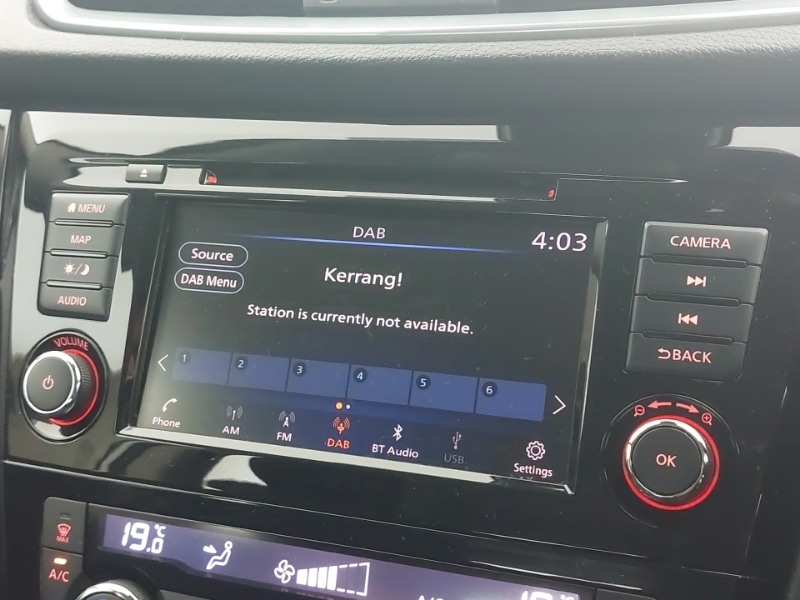 MENU
MAP
AUDIO
VOLUME
DAB
4:03
Source
DAB Menu
Kerrang!
Station is currently not available.
1 2 3 4 5 6
Phone AM FM DAB BT Audio USB Settings
CAMERA
BACK
OK
MAX
A/C
19.0 °C